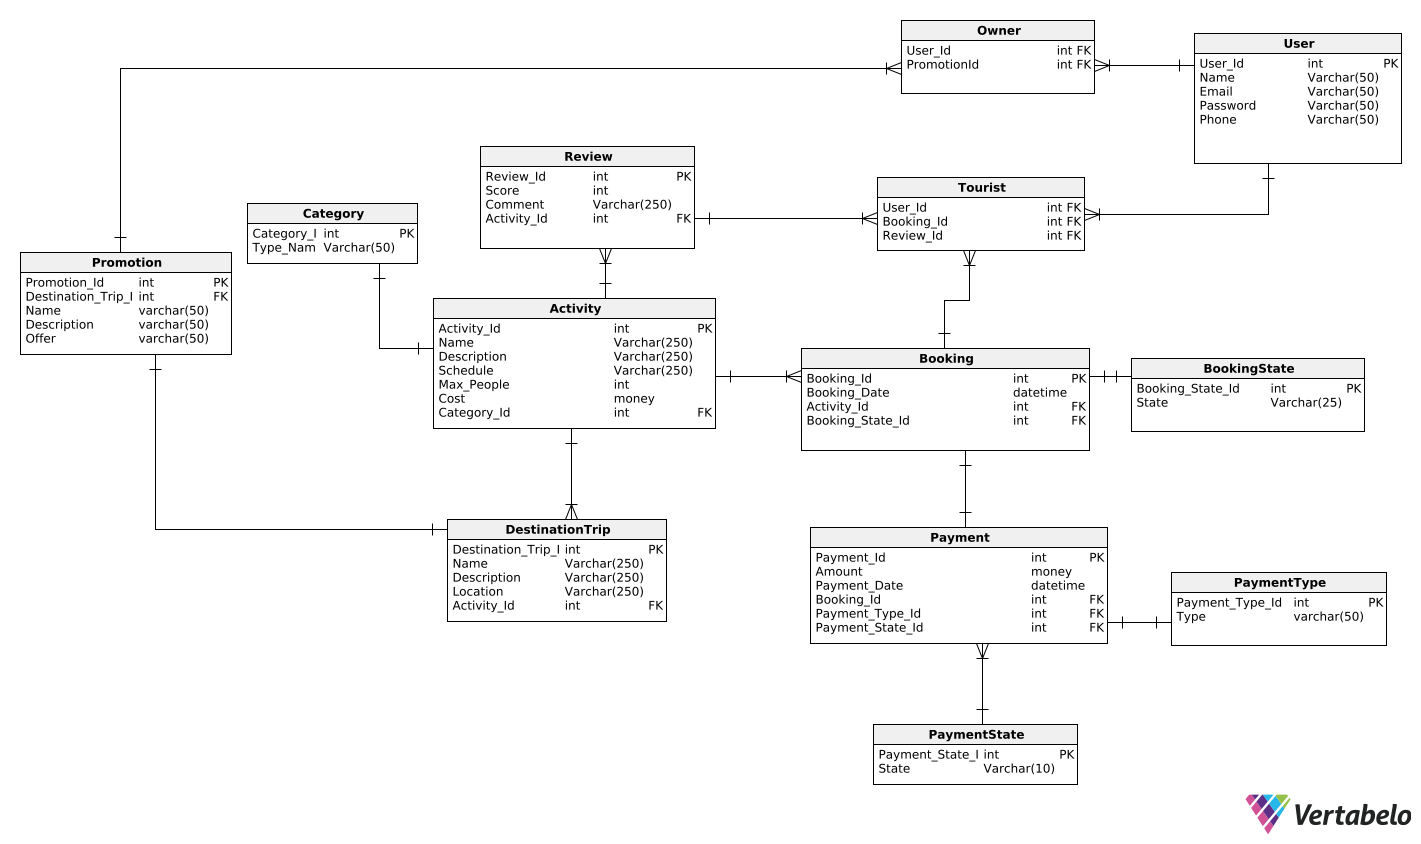 Owner
User_Id int FK
PromotionId int FK
User
User_Id int PK
Name Varchar(50)
Email Varchar(50)
Password Varchar(50)
Phone Varchar(50)
Review
Review_Id int PK
Score int
Comment Varchar(250)
Activity_Id int FK
Tourist
User_Id int FK
Booking_Id int FK
Review_Id int FK
Category
Category_I int PK
Type_Nam Varchar(50)
Promotion
Promotion_Id int PK
Destination_Trip_I int FK
Name varchar(50)
Description varchar(50)
Offer varchar(50)
Activity
Activity_Id int PK
Name Varchar(250)
Description Varchar(250)
Schedule Varchar(250)
Max_People int
Cost money
Category_Id int FK
Booking
Booking_Id int PK
Booking_Date datetime
Activity_Id int FK
Booking_State_Id int FK
BookingState
Booking_State_Id int PK
State Varchar(25)
DestinationTrip
Destination_Trip_I int PK
Name Varchar(250)
Description Varchar(250)
Location Varchar(250)
Activity_Id int FK
Payment
Payment_Id int PK
Amount money
Payment_Date datetime
Booking_Id int FK
Payment_Type_Id int FK
Payment_State_Id int FK
PaymentType
Payment_Type_Id int PK
Type varchar(50)
PaymentState
Payment_State_I int PK
State Varchar(10)
Vertabelo